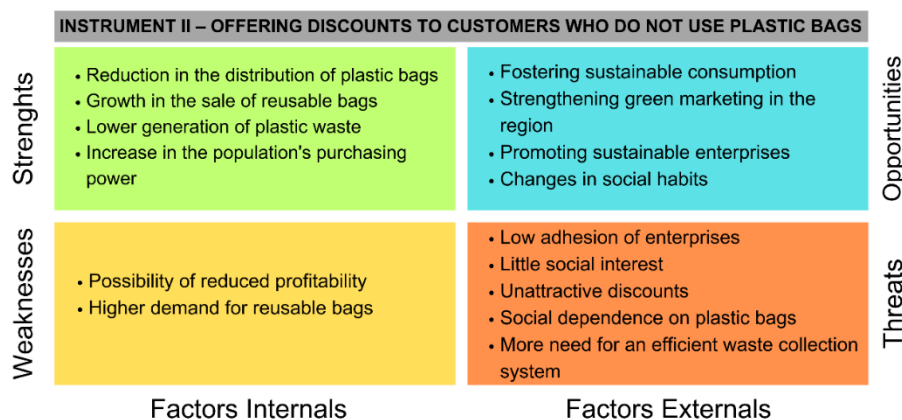 INSTRUMENT II – OFFERING DISCOUNTS TO CUSTOMERS WHO DO NOT USE PLASTIC BAGS
Strenghts
• Reduction in the distribution of plastic bags
• Growth in the sale of reusable bags
• Lower generation of plastic waste
• Increase in the population's purchasing
power
• Fostering sustainable consumption
• Strengthening green marketing in the
region
• Promoting sustainable enterprises
• Changes in social habits
Opportunities
Weaknesses
• Possibility of reduced profitability
• Higher demand for reusable bags
• Low adhesion of enterprises
• Little social interest
• Unattractive discounts
• Social dependence on plastic bags
• More need for an efficient waste collection
system
Threats
Factors Internals
Factors Externals